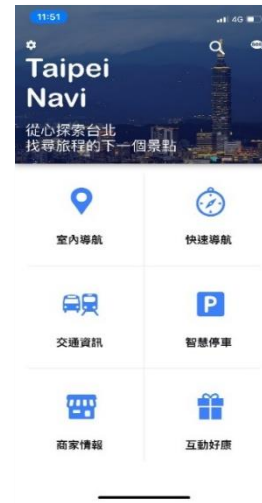 11:51
4G
Taipei
Navi
從心探索台北
找尋旅程的下一個景點
室內導航
快速導航
P
交通資訊
智慧停車
商家情報
互動好康